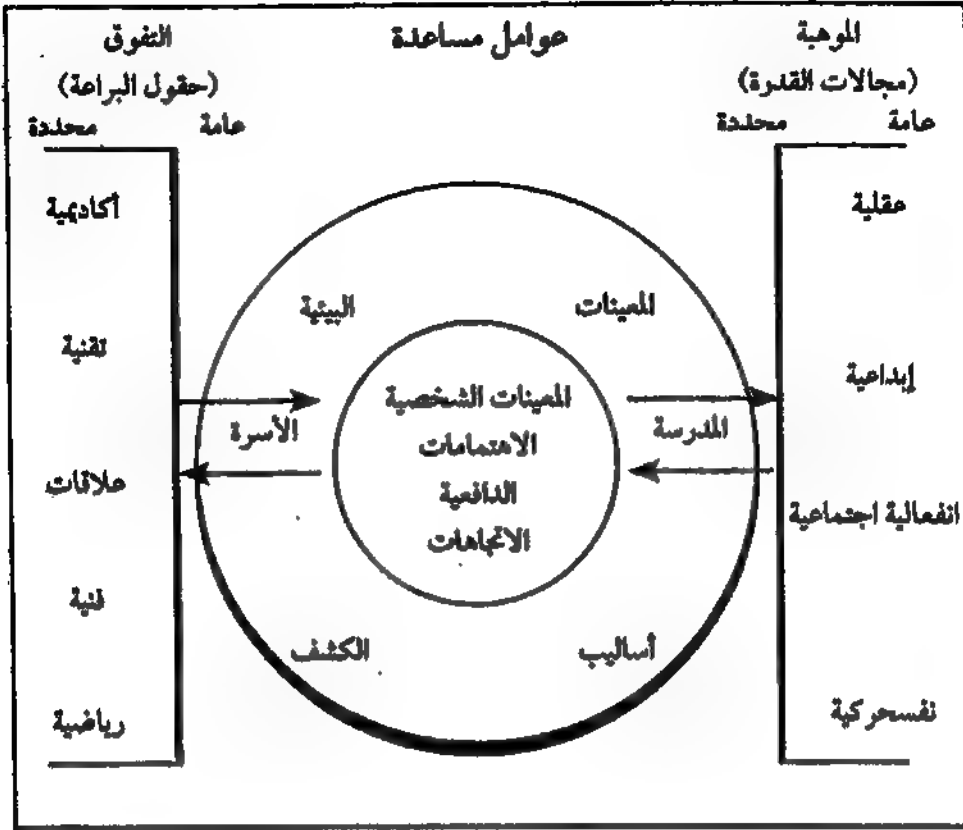 الموهبة
(مجالات القدرة)
عامة محددة
عقلية
إبداعية
انفعالية اجتماعية
نفسحركية
عوامل مساعدة
المعينات البيئية
المدرسة الأسرة
أساليب الكشف
المعينات الشخصية
الاهتمامات
الدافعية
الاتجاهات
التفوق
(حقول البراعة)
عامة محددة
أكاديمية
تقنية
علاقات
فنية
رياضية